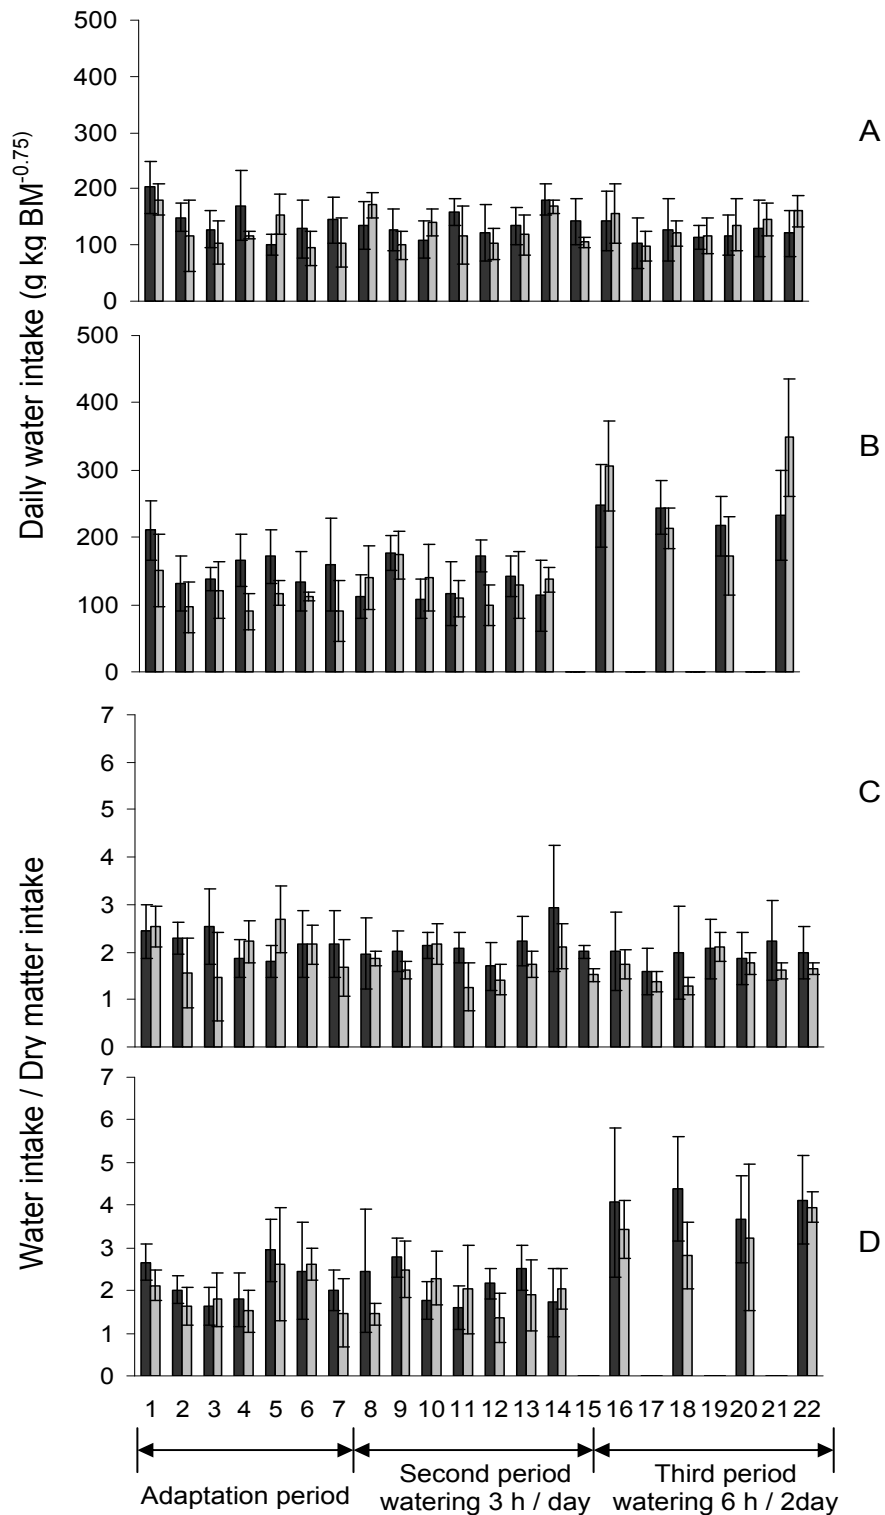 Daily water intake (g kg BM-0.75)
500
400
300
200
100
0
A
500
400
300
200
100
0
B
Water intake / Dry matter intake
7
6
5
4
3
2
1
0
C
7
6
5
4
3
2
1
0
D
1 2 3 4 5 6 7 8 9 10 11 12 13 14 15 16 17 18 19 20 21 22
Adaptation period
Second period
watering 3 h / day
Third period
watering 6 h / 2day